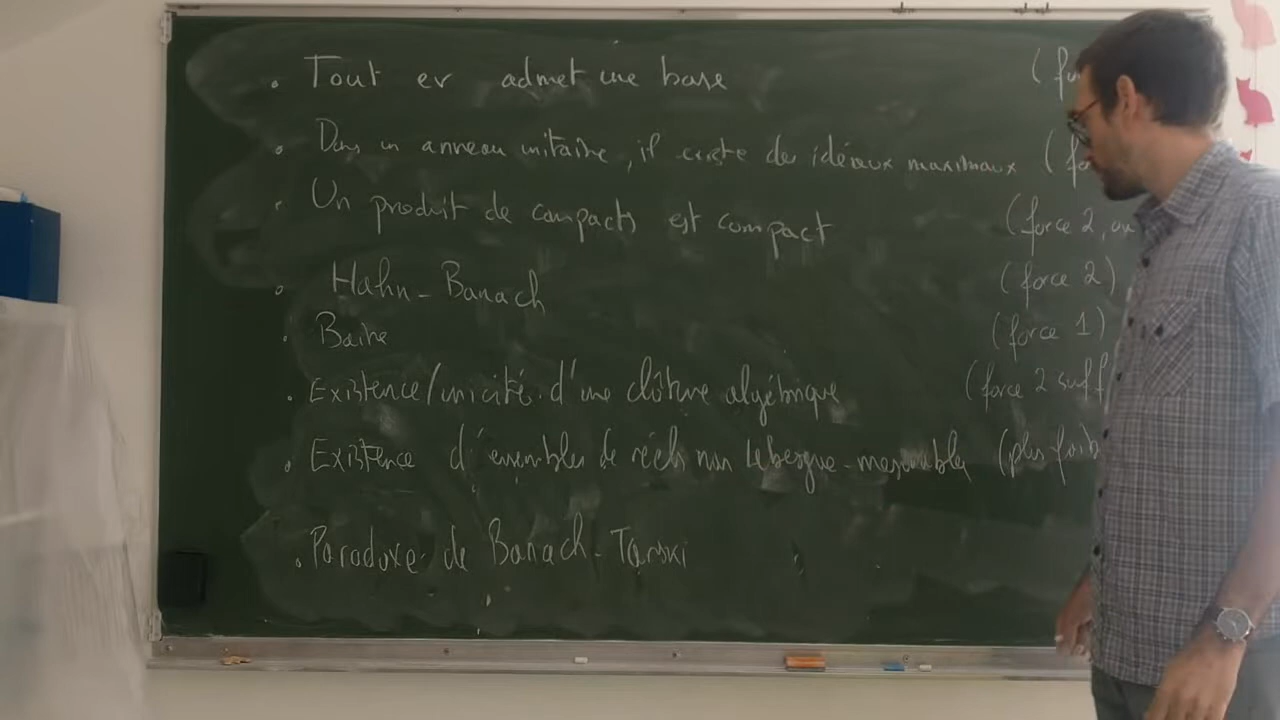 . Tout ev admet une base (f
. Dans un anneau unitaire, il existe des idéaux maximaux (fo
. Un produit de compacts est compact (force 2, ou
. Hahn-Banach (force 2)
. Baire (force 1)
. Existence/unicité d'une clôture algébrique (force 2 suff
. Existence d'ensembles de réels non Lebesgue-mesurables (plus faib
. Paradoxe de Banach-Tarski